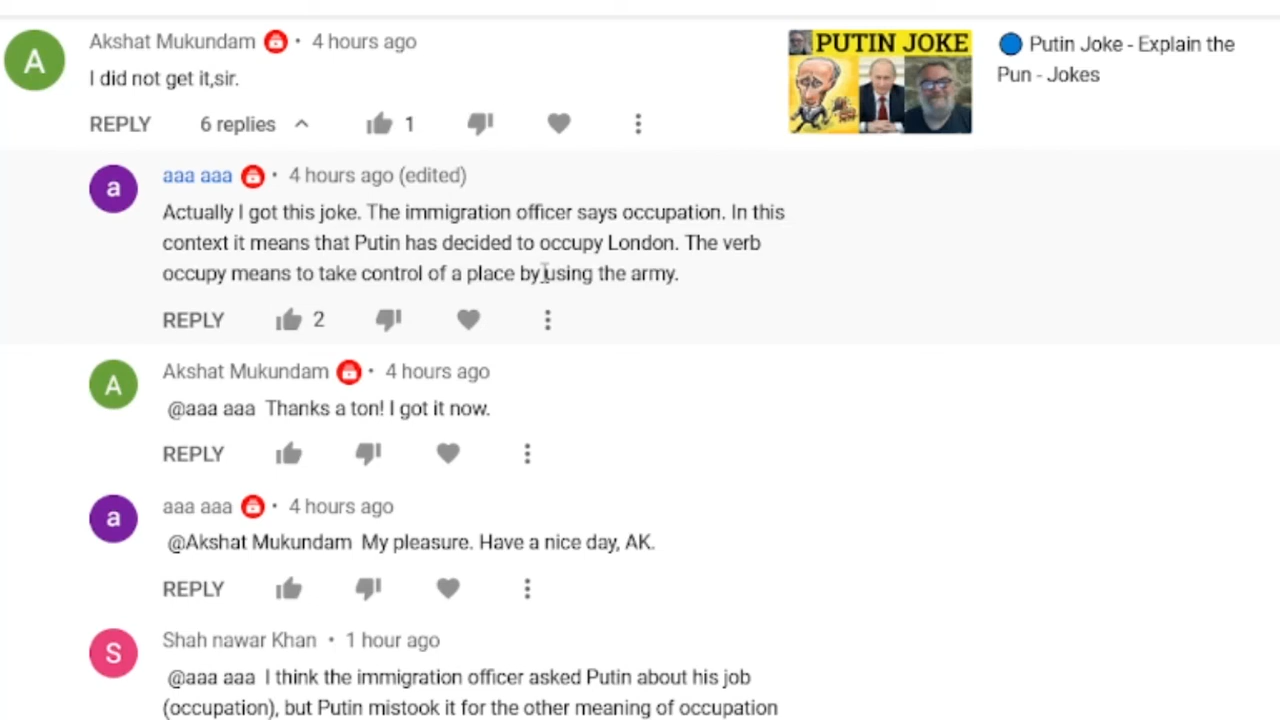 A
Akshat Mukundam • 4 hours ago
I did not get it,sir.
REPLY 6 replies 1
PUTIN JOKE
Putin Joke - Explain the
Pun - Jokes
a
aaa aaa • 4 hours ago (edited)
Actually I got this joke. The immigration officer says occupation. In this
context it means that Putin has decided to occupy London. The verb
occupy means to take control of a place by using the army.
REPLY 2
A
Akshat Mukundam • 4 hours ago
@aaa aaa Thanks a ton! I got it now.
REPLY
a
aaa aaa • 4 hours ago
@Akshat Mukundam My pleasure. Have a nice day, AK.
REPLY
S
Shah nawar Khan • 1 hour ago
@aaa aaa I think the immigration officer asked Putin about his job
(occupation), but Putin mistook it for the other meaning of occupation